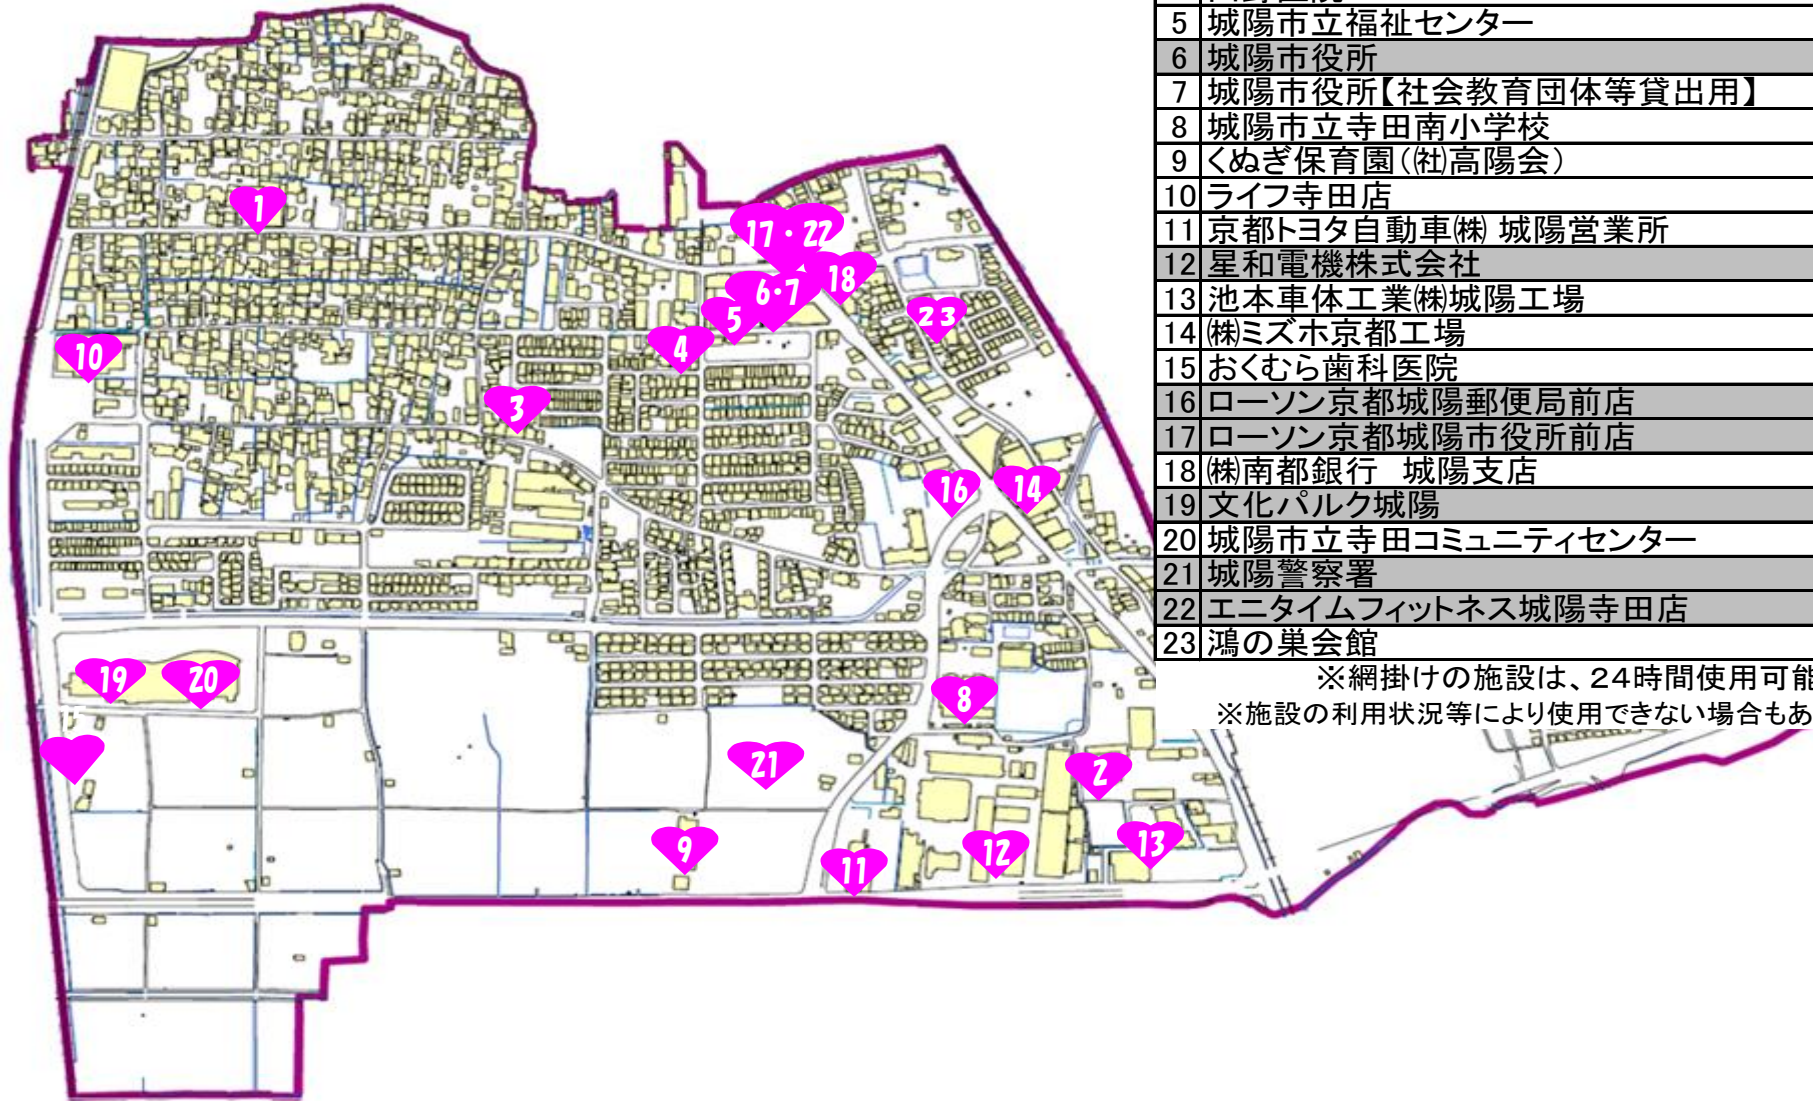 5 城陽市立福祉センター
6 城陽市役所
7 城陽市役所【社会教育団体等貸出用】
8 城陽市立寺田南小学校
9 くぬぎ保育園(㈳高陽会)
10 ライフ寺田店
11 京都トヨタ自動車㈱ 城陽営業所
12 星和電機株式会社
13 池本車体工業㈱城陽工場
14 ㈱ミズホ京都工場
15 おくむら歯科医院
16 ローソン京都城陽郵便局前店
17 ローソン京都城陽市役所前店
18 ㈱南都銀行 城陽支店
19 文化パルク城陽
20 城陽市立寺田コミュニティセンター
21 城陽警察署
22 エニタイムフィットネス城陽寺田店
23 鴻の巣会館
※網掛けの施設は、24時間使用可能
※施設の利用状況等により使用できない場合もあ
1
17・22
18
6・7
5
23
4
10
3
16
14
19
20
8
21
2
9
11
12
13